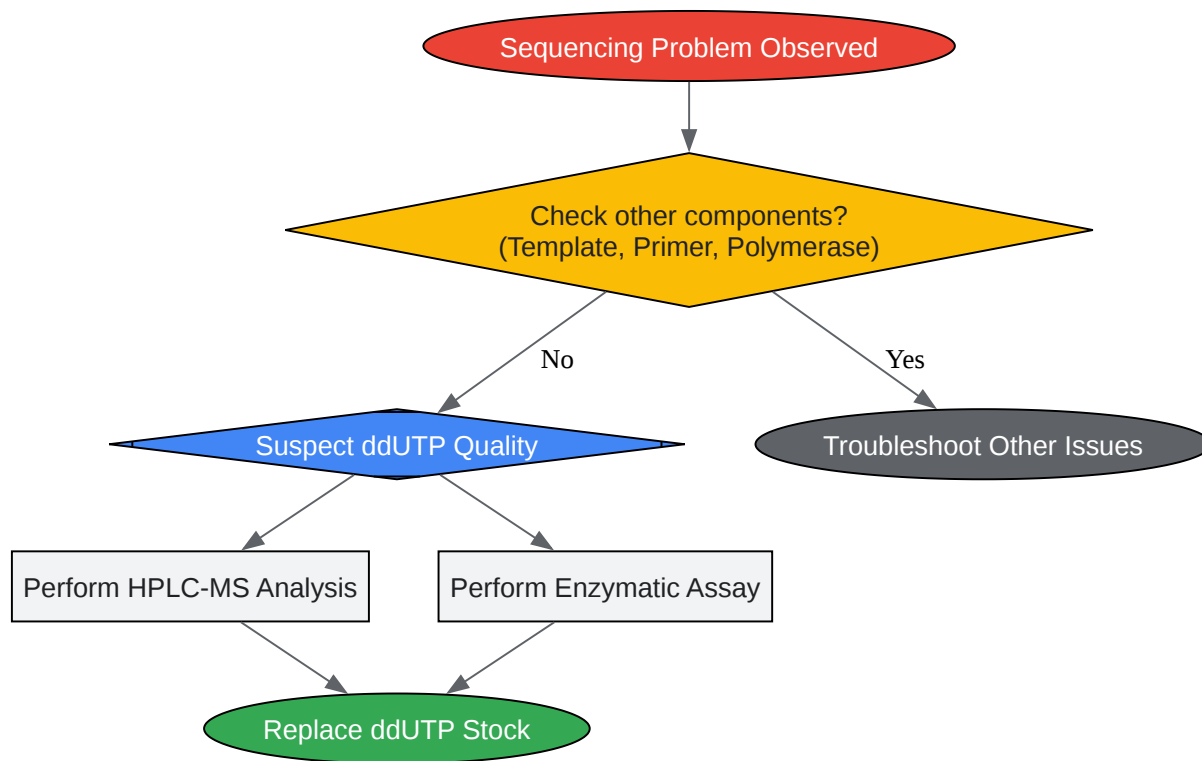 Sequencing Problem Observed
Check other components?
(Template, Primer, Polymerase)
No
Yes
Suspect ddUTP Quality
Troubleshoot Other Issues
Perform HPLC-MS Analysis
Perform Enzymatic Assay
Replace ddUTP Stock